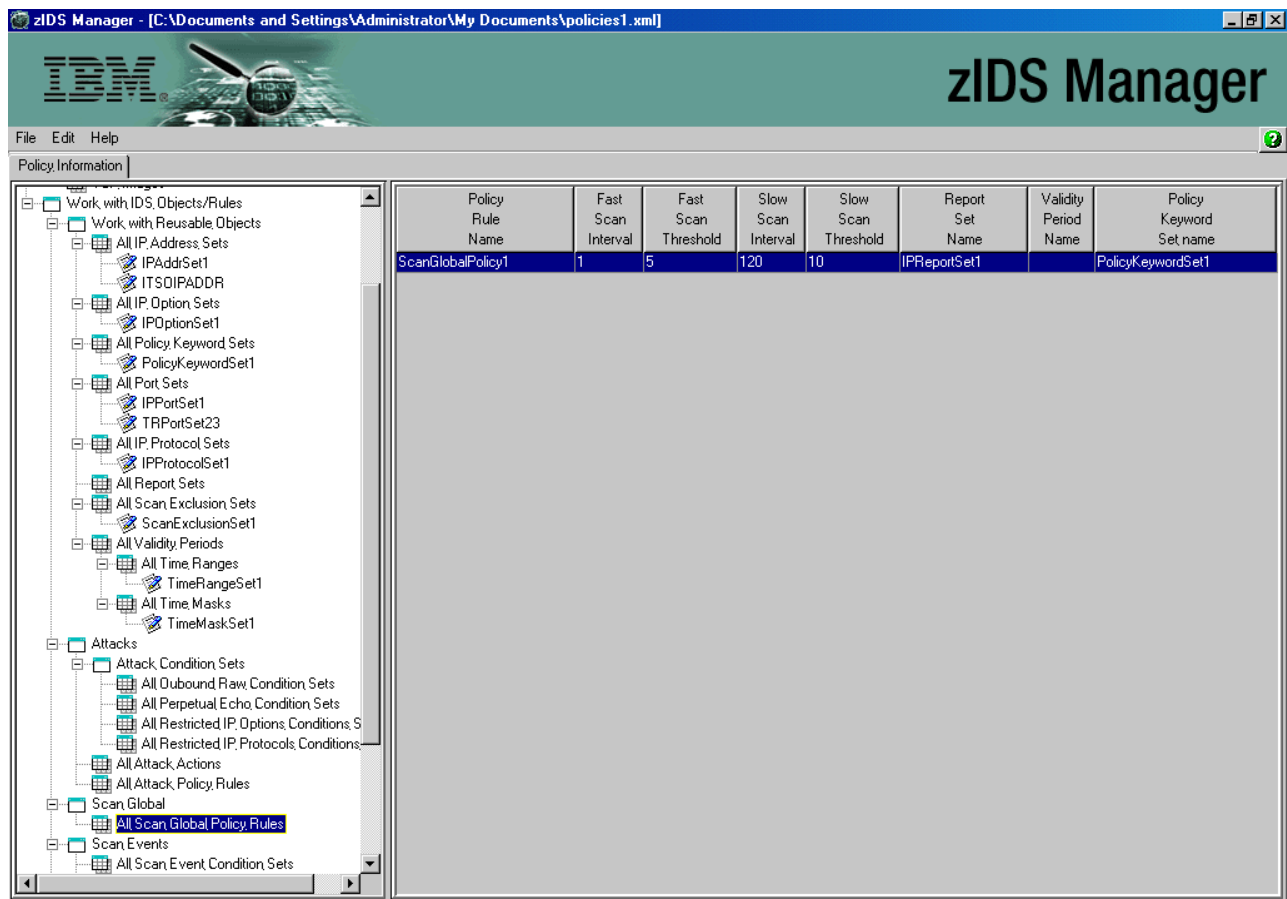 zIDS Manager - [C:\Documents and Settings\Administrator\My Documents\policies1.xml]
IBM
zIDS Manager
File Edit Help
Policy Information
Work with IDS Objects/Rules
Work with Reusable Objects
All IP Address Sets
IPAddrSet1
ITSOIPADDR
All IP Option Sets
IPOptionSet1
All Policy Keyword Sets
PolicyKeywordSet1
All Port Sets
IPPortSet1
TRPortSet23
All IP Protocol Sets
IPProtocolSet1
All Report Sets
All Scan Exclusion Sets
ScanExclusionSet1
All Validity Periods
All Time Ranges
TimeRangeSet1
All Time Masks
TimeMaskSet1
Attacks
Attack Condition Sets
All Oubound Raw Condition Sets
All Perpetual Echo Condition Sets
All Restricted IP Options Conditions S
All Restricted IP Protocols Conditions
All Attack Actions
All Attack Policy Rules
Scan Global
All Scan Global Policy Rules
Scan Events
All Scan Event Condition Sets
Policy Rule Name
Fast Scan Interval
Fast Scan Threshold
Slow Scan Interval
Slow Scan Threshold
Report Set Name
Validity Period Name
Policy Keyword Set name
ScanGlobalPolicy1 1 5 120 10 IPReportSet1 PolicyKeywordSet1